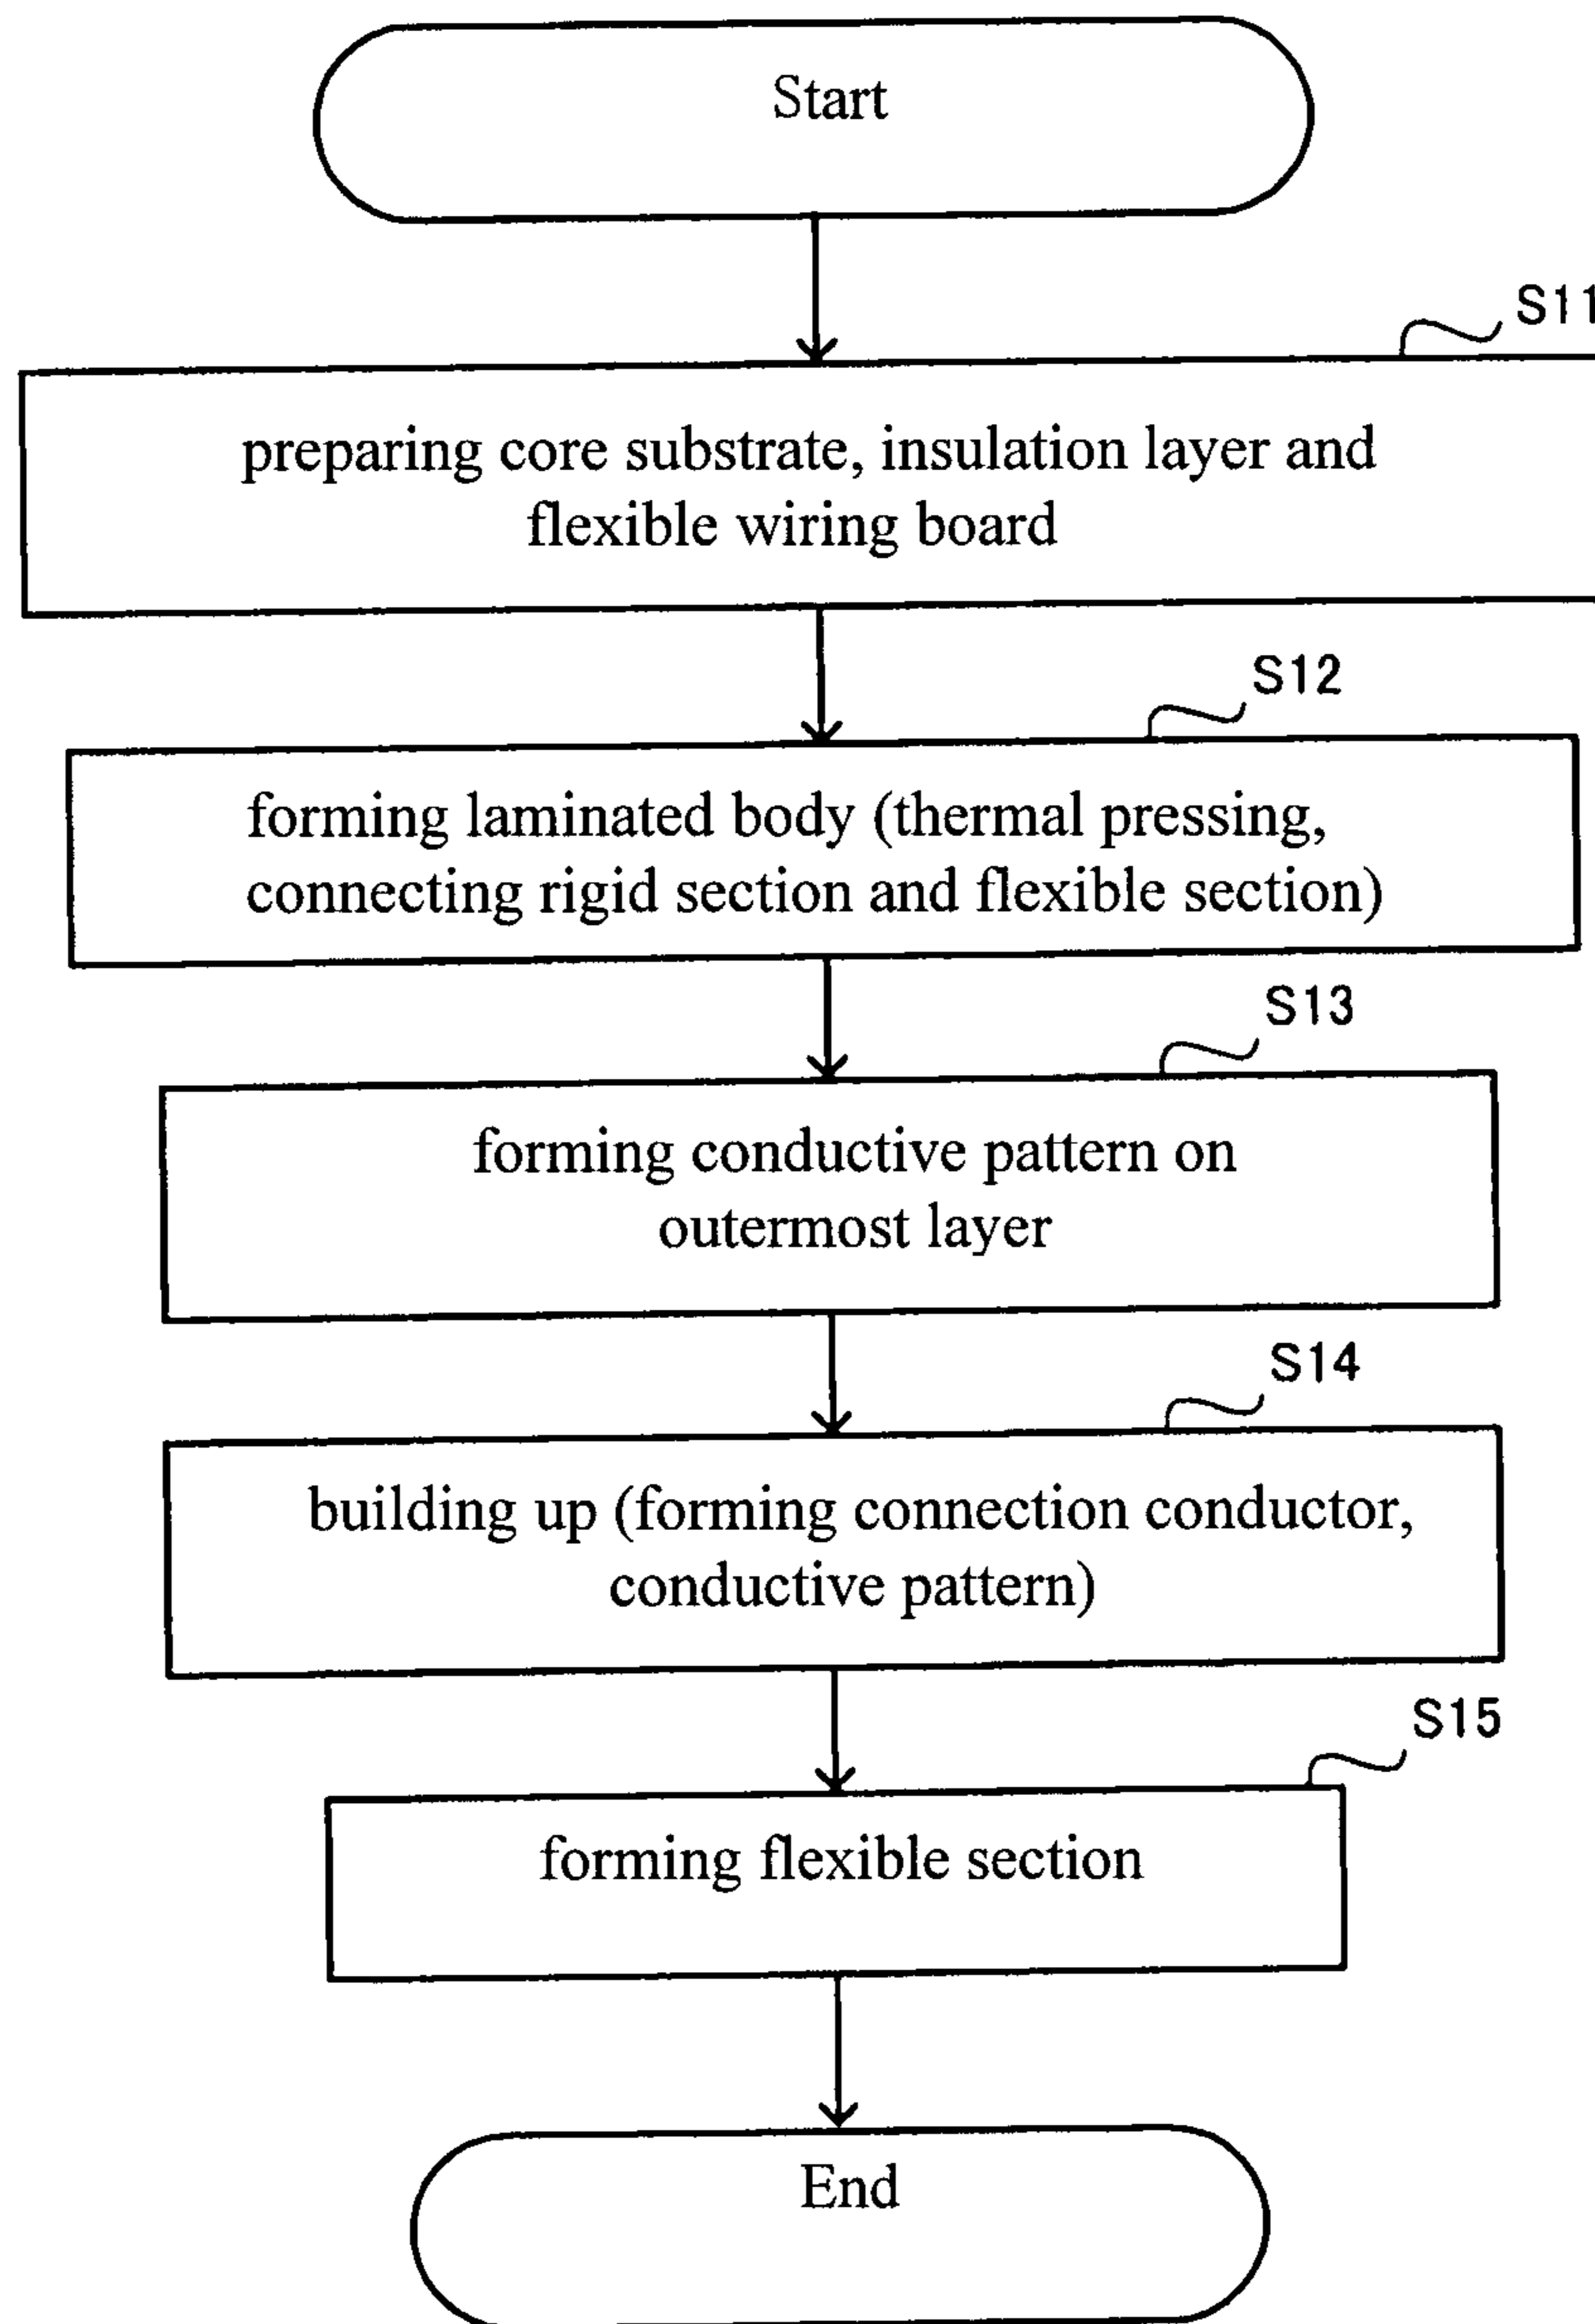 Start
S11
preparing core substrate, insulation layer and
flexible wiring board
S12
forming laminated body (thermal pressing,
connecting rigid section and flexible section)
S13
forming conductive pattern on
outermost layer
S14
building up (forming connection conductor,
conductive pattern)
S15
forming flexible section
End